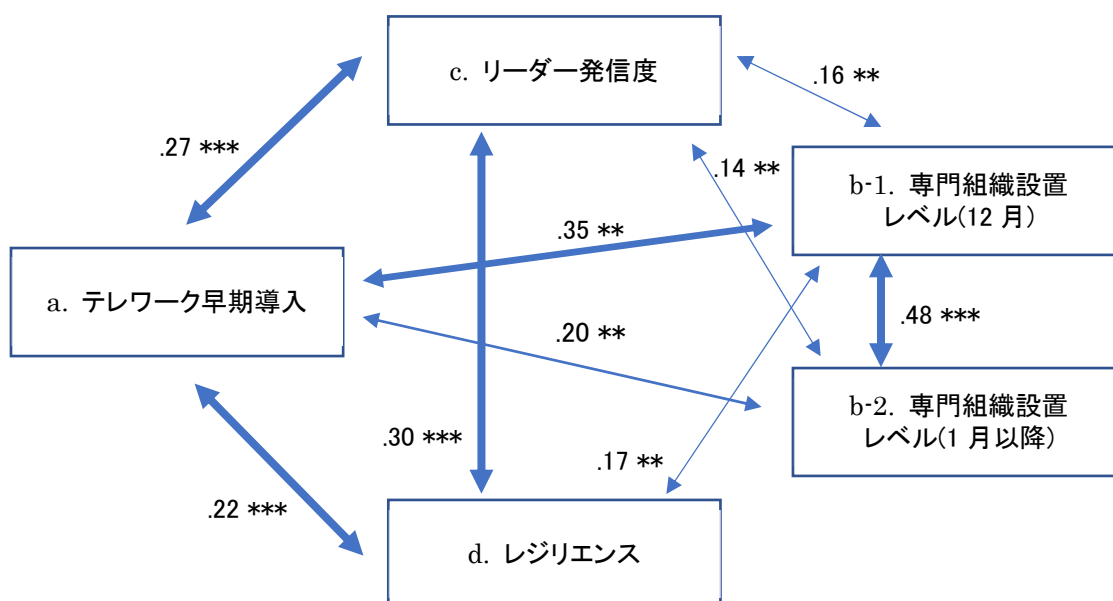 c. リーダー発信度
.16 **
.27 ***
.14 **
b-1. 専門組織設置
レベル(12 月)
.35 **
a. テレワーク早期導入
.48 ***
.20 **
b-2. 専門組織設置
レベル(1 月以降)
.30 ***
.17 **
.22 ***
d. レジリエンス